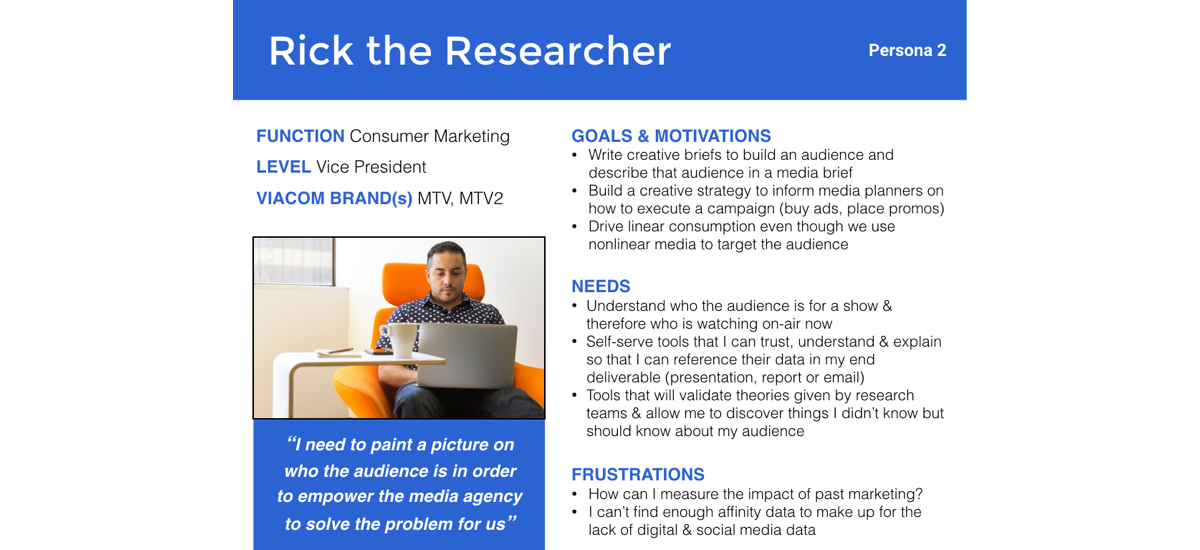 Rick the Researcher
Persona 2
FUNCTION Consumer Marketing
LEVEL Vice President
VIACOM BRAND(s) MTV, MTV2
“I need to paint a picture on
who the audience is in order
to empower the media agency
to solve the problem for us”
GOALS & MOTIVATIONS
• Write creative briefs to build an audience and
describe that audience in a media brief
• Build a creative strategy to inform media planners on
how to execute a campaign (buy ads, place promos)
• Drive linear consumption even though we use
nonlinear media to target the audience
NEEDS
• Understand who the audience is for a show &
therefore who is watching on-air now
• Self-serve tools that I can trust, understand & explain
so that I can reference their data in my end
deliverable (presentation, report or email)
• Tools that will validate theories given by research
teams & allow me to discover things I didn’t know but
should know about my audience
FRUSTRATIONS
• How can I measure the impact of past marketing?
• I can’t find enough affinity data to make up for the
lack of digital & social media data